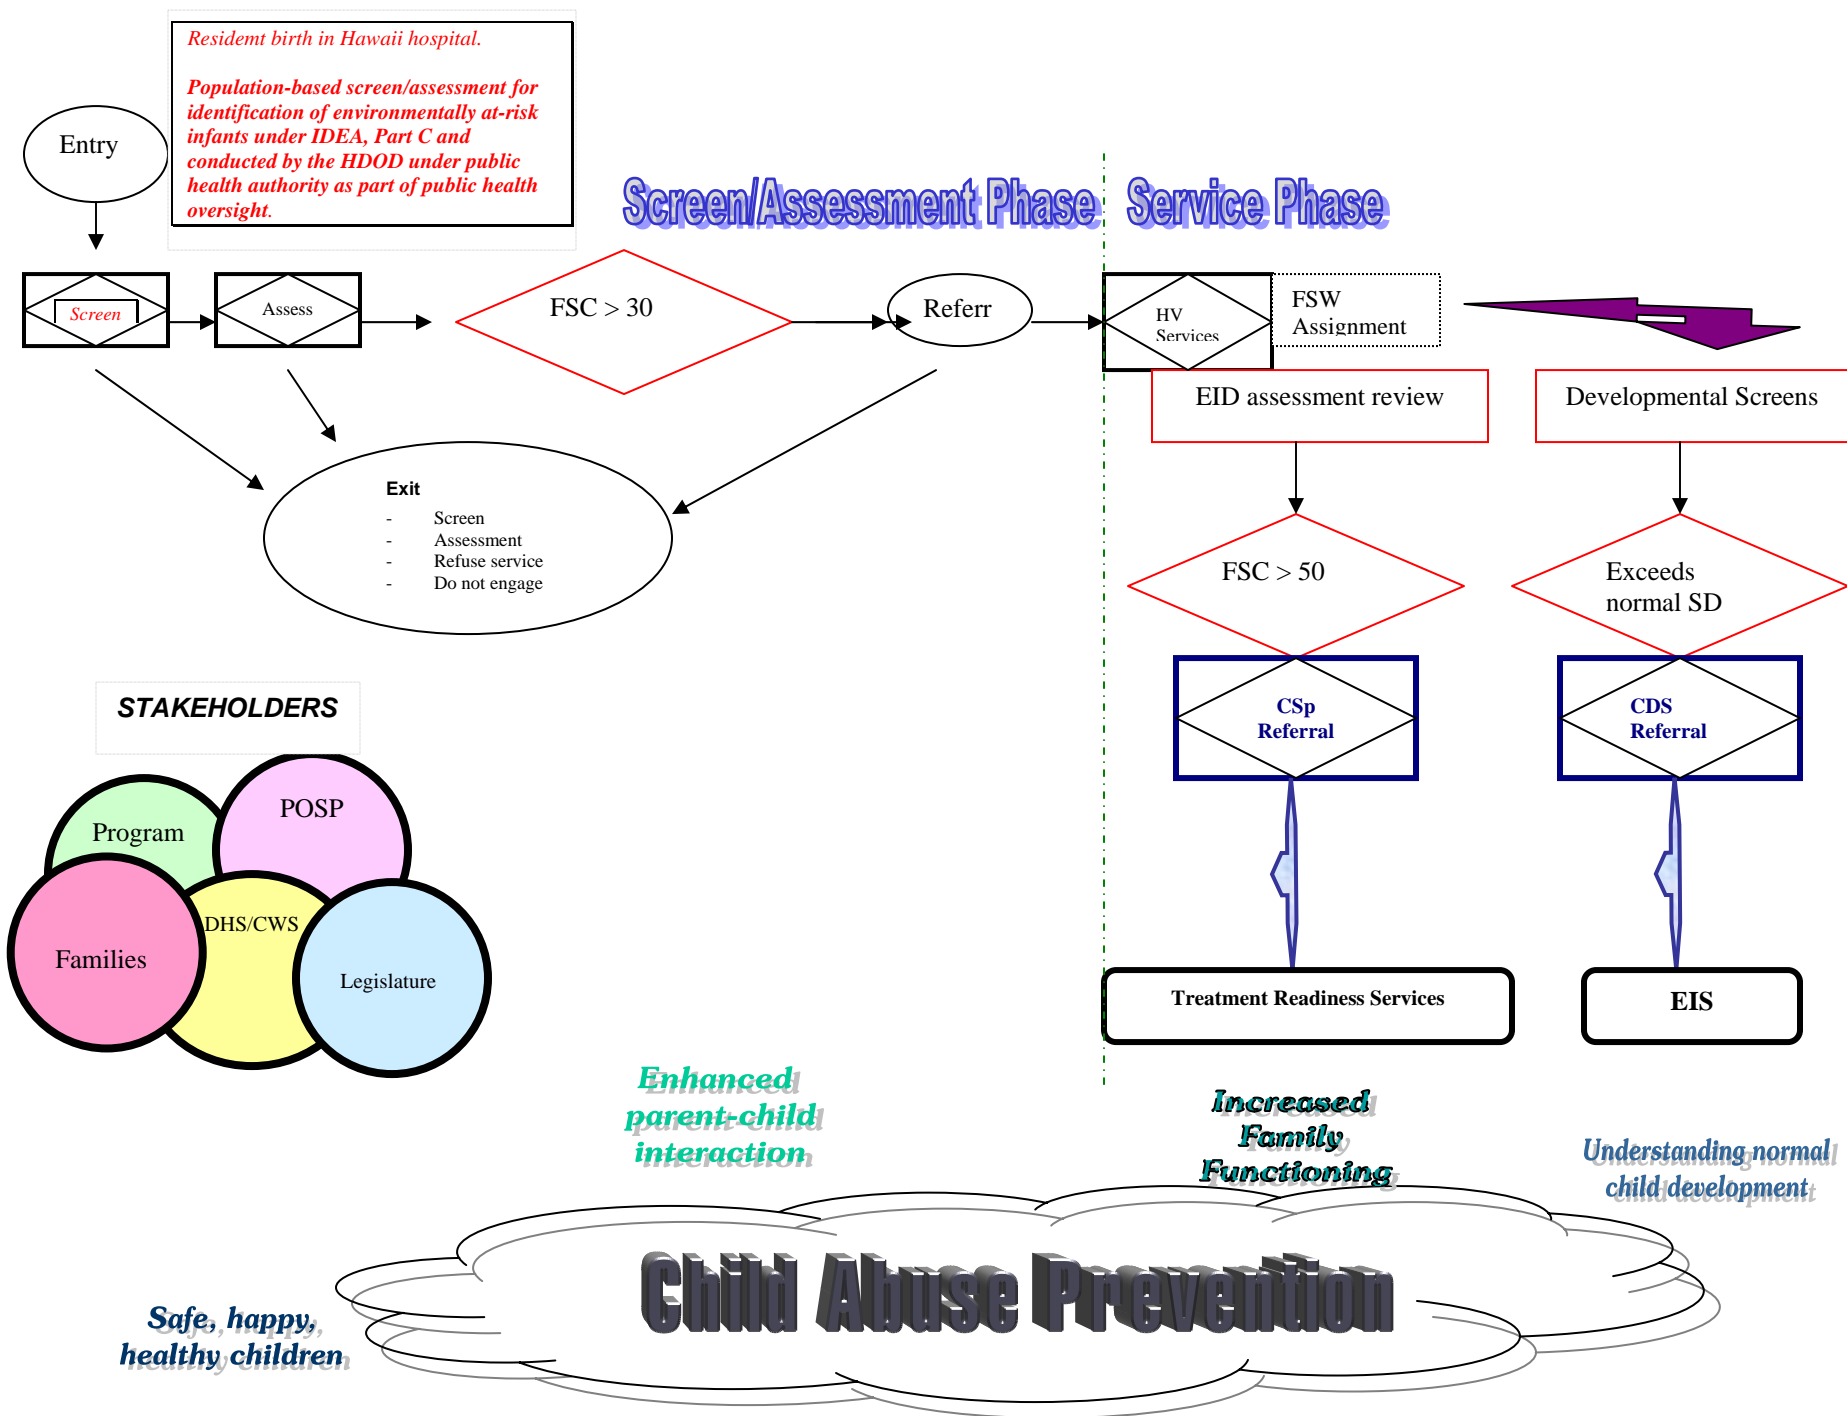 Residemt birth in Hawaii hospital.
Population-based screen/assessment for
identification of environmentally at-risk
infants under IDEA, Part C and
conducted by the HDOD under public
health authority as part of public health
oversight.
Entry
Screen/Assessment Phase
Service Phase
Screen
Assess
FSC > 30
Referr
HV
Services
FSW
Assignment
EID assessment review
Developmental Screens
Exit
- Screen
- Assessment
- Refuse service
- Do not engage
FSC > 50
Exceeds
normal SD
CSp
Referral
CDS
Referral
STAKEHOLDERS
Program
POSP
Families
DHS/CWS
Legislature
Treatment Readiness Services
EIS
Enhanced
parent-child
interaction
Increased
Family
Functioning
Understanding normal
child development
Child Abuse Prevention
Safe, happy,
healthy children